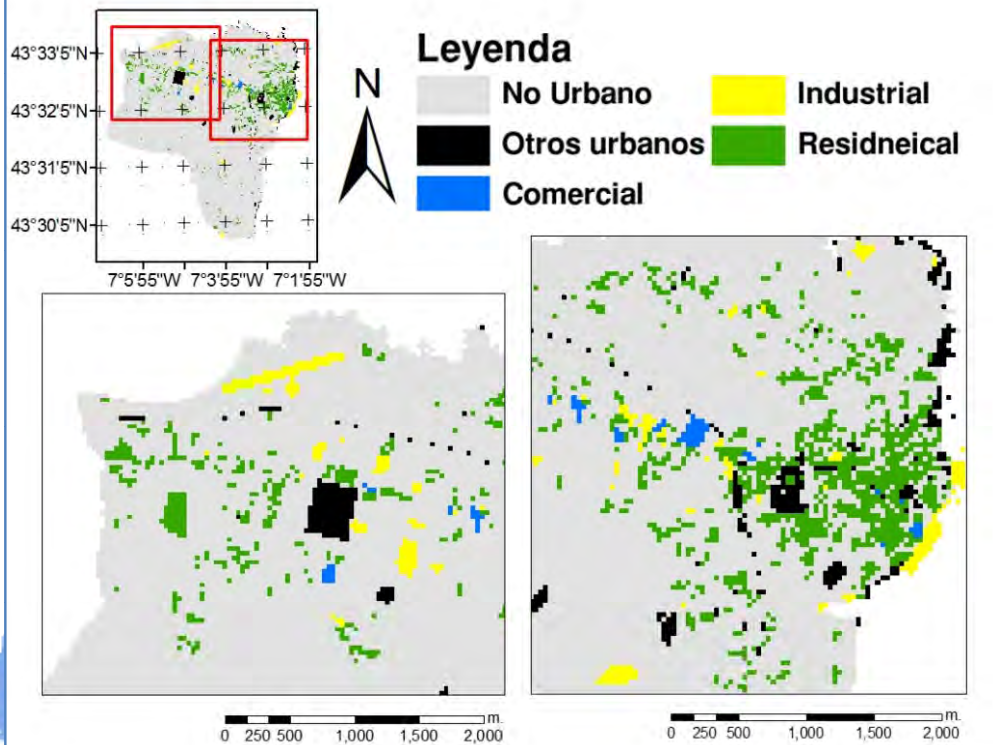 Leyenda
No Urbano
Industrial
Otros urbanos
Residneical
Comercial
N
43°33'5"N
43°32'5"N
43°31'5"N
43°30'5"N
7°5'55"W 7°3'55"W 7°1'55"W
0 250 500 1,000 1,500 2,000 m.
0 250 500 1,000 1,500 2,000 m.